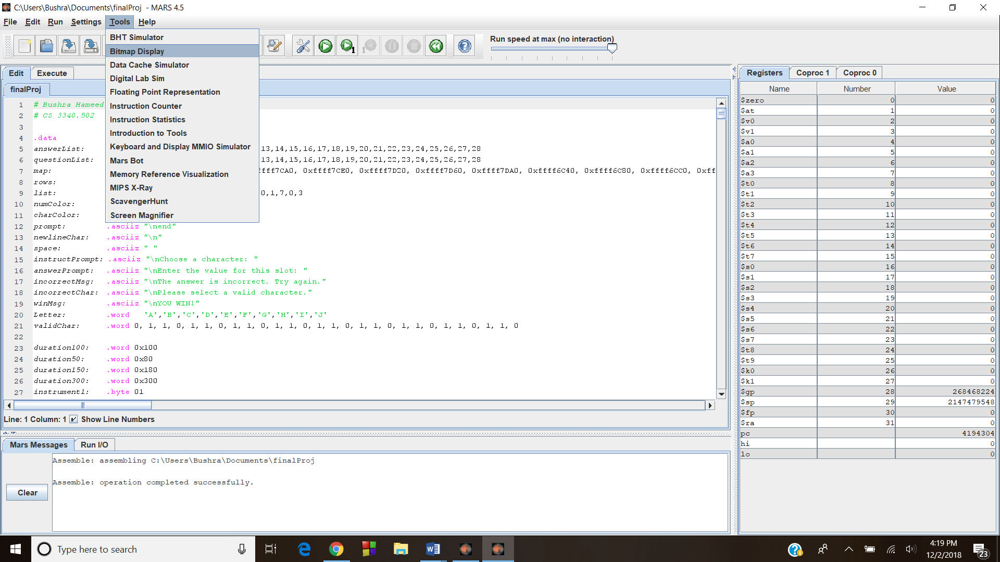 C:\Users\Bushra\Documents\finalProj - MARS 4.5
File Edit Run Settings Tools Help
BHT Simulator
Bitmap Display
Data Cache Simulator
Digital Lab Sim
Floating Point Representation
Instruction Counter
Instruction Statistics
Introduction to Tools
Keyboard and Display MMIO Simulator
Mars Bot
Memory Reference Visualization
MIPS X-Ray
ScavengerHunt
Screen Magnifier
1
Run speed at max (no interaction)
Edit Execute
finalProj
1 # Bushra Hameed
2 # CS 3340.502
3
4 .data
5 answerList: 13,14,15,16,17,18,19,20,21,22,23,24,25,26,27,28
6 questionList: 13,14,15,16,17,18,19,20,21,22,23,24,25,26,27,28
7 map: ffff7CA0, 0xffff7CE0, 0xffff7D20, 0xffff7D60, 0xffff7DA0, 0xffff6C40, 0xffff6C80, 0xffff6CC0, 0xff
8 rows:
9 list: 0,1,7,0,3
10 numColor:
11 charColor:
12 prompt: .asciiz "\nend"
13 newlineChar: .asciiz "\n"
14 space: .asciiz " "
15 instructPrompt: .asciiz "\nChoose a character: "
16 answerPrompt: .asciiz "\nEnter the value for this slot: "
17 incorrectMsg: .asciiz "\nThe answer is incorrect. Try again."
18 incorrectChar: .asciiz "\nPlease select a valid character."
19 winMsg: .asciiz "\nYOU WIN!"
20 Letter: .word 'A','B','C','D','E','F','G','H','I','J'
21 validChar: .word 0, 1, 1, 0, 1, 1, 0, 1, 1, 0, 1, 1, 0, 1, 1, 0, 1, 1, 0, 1, 1, 0, 1, 1, 0, 1, 1, 0
22
23 duration100: .word 0x100
24 duration50: .word 0x80
25 duration150: .word 0x180
26 duration300: .word 0x300
27 instrument1: .byte 01
Line: 1 Column: 1 Show Line Numbers
Mars Messages Run I/O
Clear
Assemble: assembling C:\Users\Bushra\Documents\finalProj
Assemble: operation completed successfully.
Registers Coproc 1 Coproc 0
Name Number Value
$zero 0 0
$at 1 0
$v0 2 0
$v1 3 0
$a0 4 0
$a1 5 0
$a2 6 0
$a3 7 0
$t0 8 0
$t1 9 0
$t2 10 0
$t3 11 0
$t4 12 0
$t5 13 0
$t6 14 0
$t7 15 0
$s0 16 0
$s1 17 0
$s2 18 0
$s3 19 0
$s4 20 0
$s5 21 0
$s6 22 0
$s7 23 0
$t8 24 0
$t9 25 0
$k0 26 0
$k1 27 0
$gp 28 268468224
$sp 29 2147479548
$fp 30 0
$ra 31 0
pc 4194304
hi 0
lo 0
Type here to search
4:19 PM
12/2/2018
23